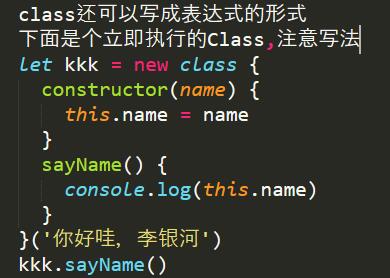 class还可以写成表达式的形式
下面是个立即执行的Class,注意写法
let kkk = new class {
  constructor(name) {
    this.name = name
  }
  sayName() {
    console.log(this.name)
  }
}('你好哇, 李银河')
kkk.sayName()